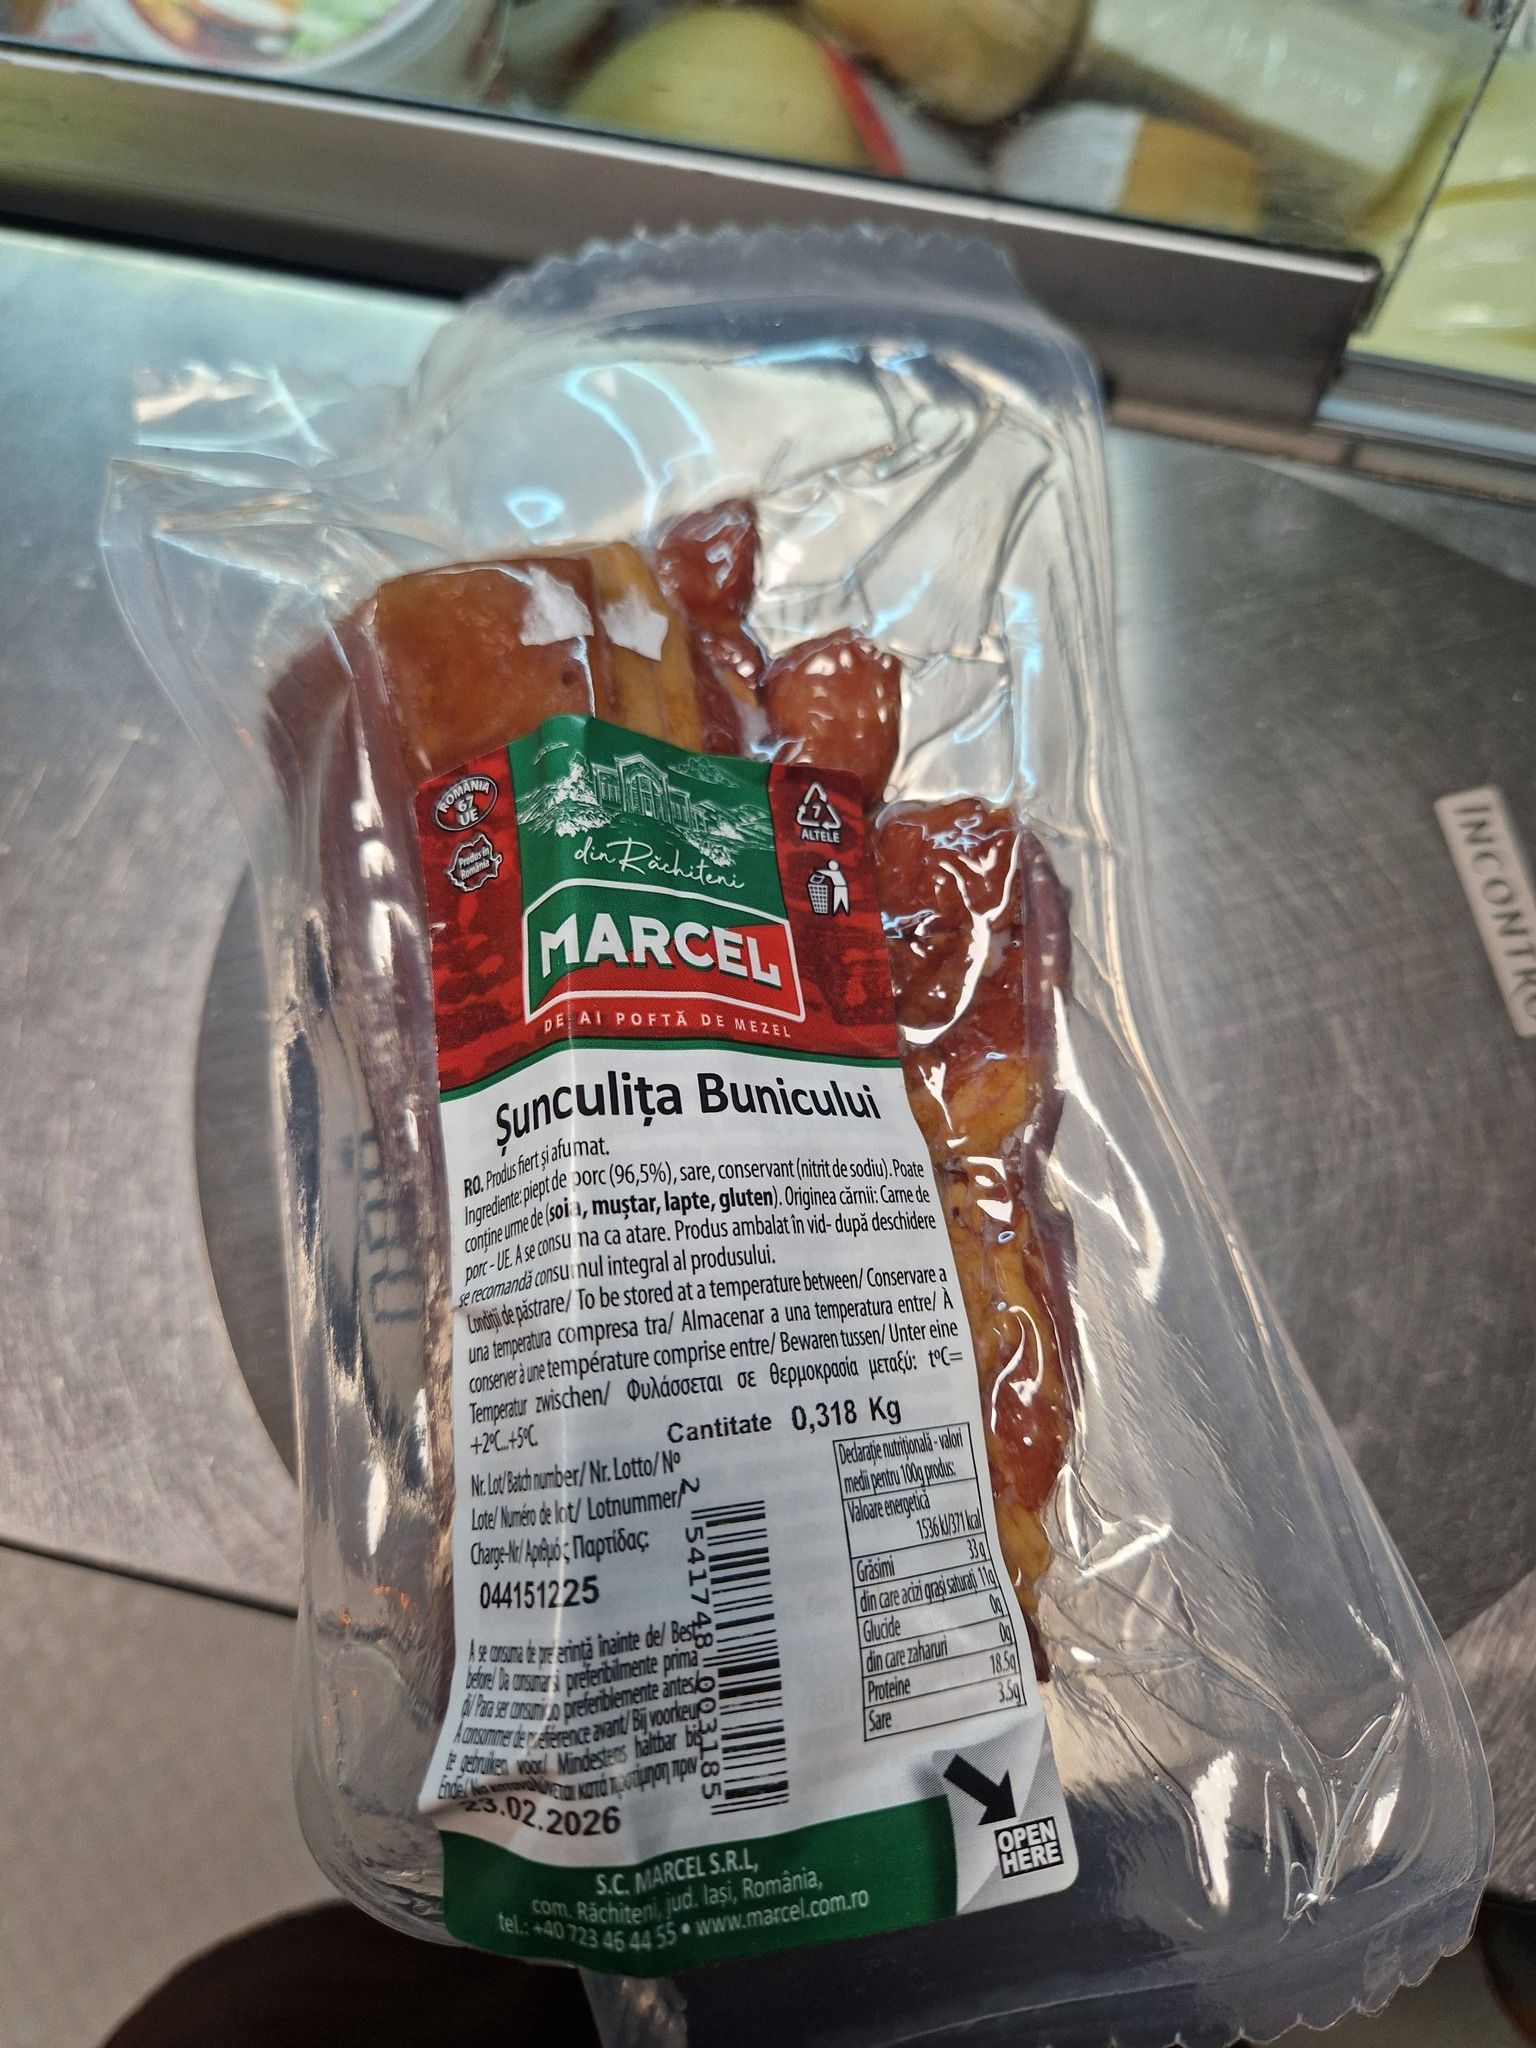 ROMÂNIA
67
UE
Produs în
România
7
ALTELE
din Răchiteni
MARCEL
DE AI POFTĂ DE MEZEL
Șunculița Bunicului
RO. Produs fiert și afumat.
Ingrediente: piept de porc (96,5%), sare, conservant (nitrit de sodiu). Poate
conține urme de (soia, muștar, lapte, gluten). Originea cărnii: Carne de
porc - UE. A se consuma ca atare. Produs ambalat în vid- după deschidere
se recomandă consumul integral al produsului.
Condiții de păstrare/ To be stored at a temperature between/ Conservare a
una temperatura compresa tra/ Almacenar a una temperatura entre/ À
conserver à une température comprise entre/ Bewaren tussen/ Unter eine
Temperatur zwischen/ Φυλάσσεται σε θερμοκρασία μεταξύ: t°C=
+2°C...+5°C.
Cantitate 0,318 Kg
Nr. Lot/ Batch number/ Nr. Lotto/ Nº
Lote/ Numéro de lot/ Lotnummer/
Charge-Nr/ Αριθμός Παρτίδας:
044151225
2 541748 003185
Declarație nutrițională - valori
medii pentru 100g produs:
Valoare energetică
1536 kJ/371 kcal
Grăsimi 33g
din care acizi grași saturați 11g
Glucide 0g
din care zaharuri 0g
Proteine 18.5g
Sare 3.5g
A se consuma de preferință înainte de/ Best
before/ Da consumarsi preferibilmente prima
di/ Para ser consumido preferiblemente antes/
A consommer de préférence avant/ Bij voorkeur
te gebruiken voor/ Mindestens haltbar bis
Ende/ Να καταναλώνεται κατά προτίμηση πριν
23.02.2026
OPEN
HERE
S.C. MARCEL S.R.L,
com. Răchiteni, jud. Iași, România,
tel.: +40 723 46 44 55 • www.marcel.com.ro